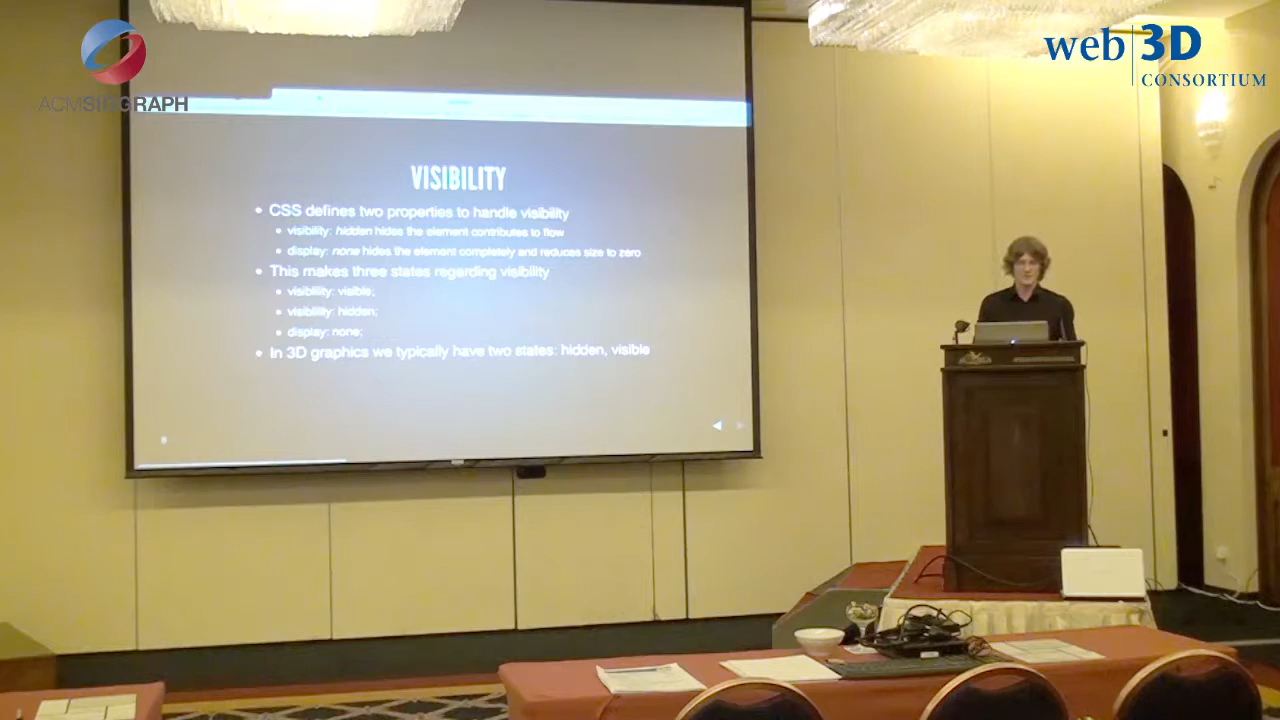 ACMSIGGRAPH
web 3D
CONSORTIUM
VISIBILITY
• CSS defines two properties to handle visibility
• visibility: hidden hides the element contributes to flow
• display: none hides the element completely and reduces size to zero
• This makes three states regarding visibility
• visibility: visible;
• visibility: hidden;
• display: none;
• In 3D graphics we typically have two states: hidden, visible